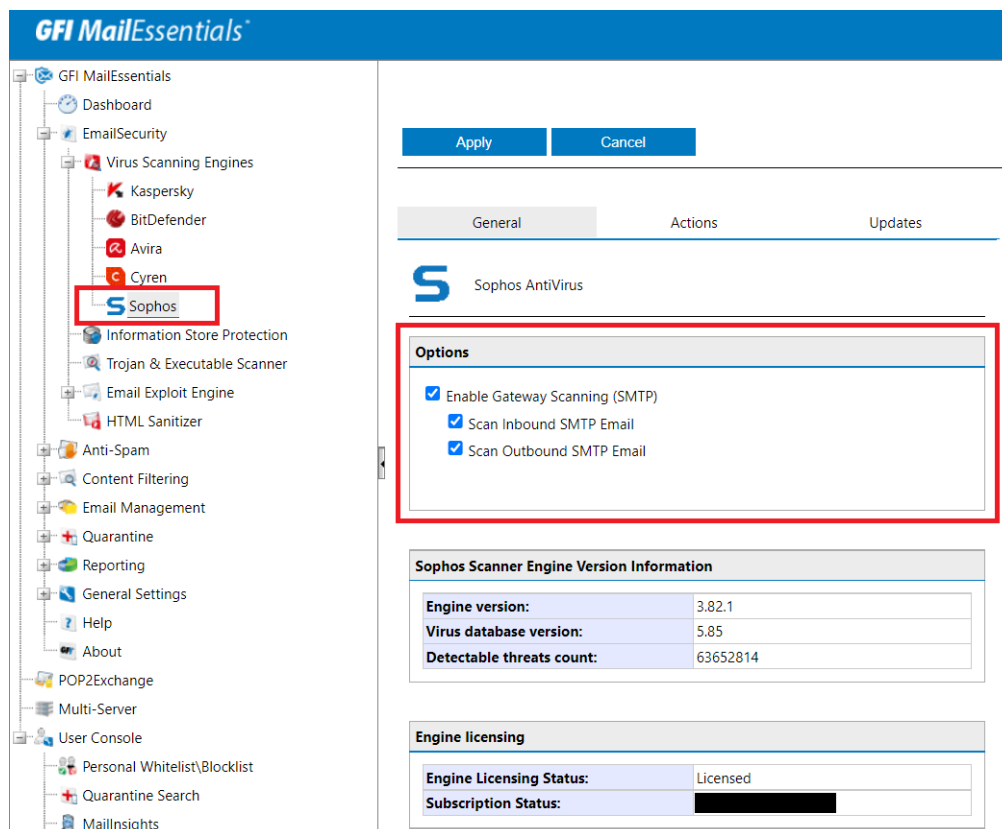 GFI MailEssentials
GFI MailEssentials
Dashboard
EmailSecurity
Virus Scanning Engines
Kaspersky
BitDefender
Avira
Cyren
Sophos
Information Store Protection
Trojan & Executable Scanner
Email Exploit Engine
HTML Sanitizer
Anti-Spam
Content Filtering
Email Management
Quarantine
Reporting
General Settings
Help
About
POP2Exchange
Multi-Server
User Console
Personal Whitelist\Blocklist
Quarantine Search
MailInsights
Apply Cancel
General Actions Updates
Sophos AntiVirus
Options
Enable Gateway Scanning (SMTP)
Scan Inbound SMTP Email
Scan Outbound SMTP Email
Sophos Scanner Engine Version Information
Engine version: 3.82.1
Virus database version: 5.85
Detectable threats count: 63652814
Engine licensing
Engine Licensing Status: Licensed
Subscription Status: